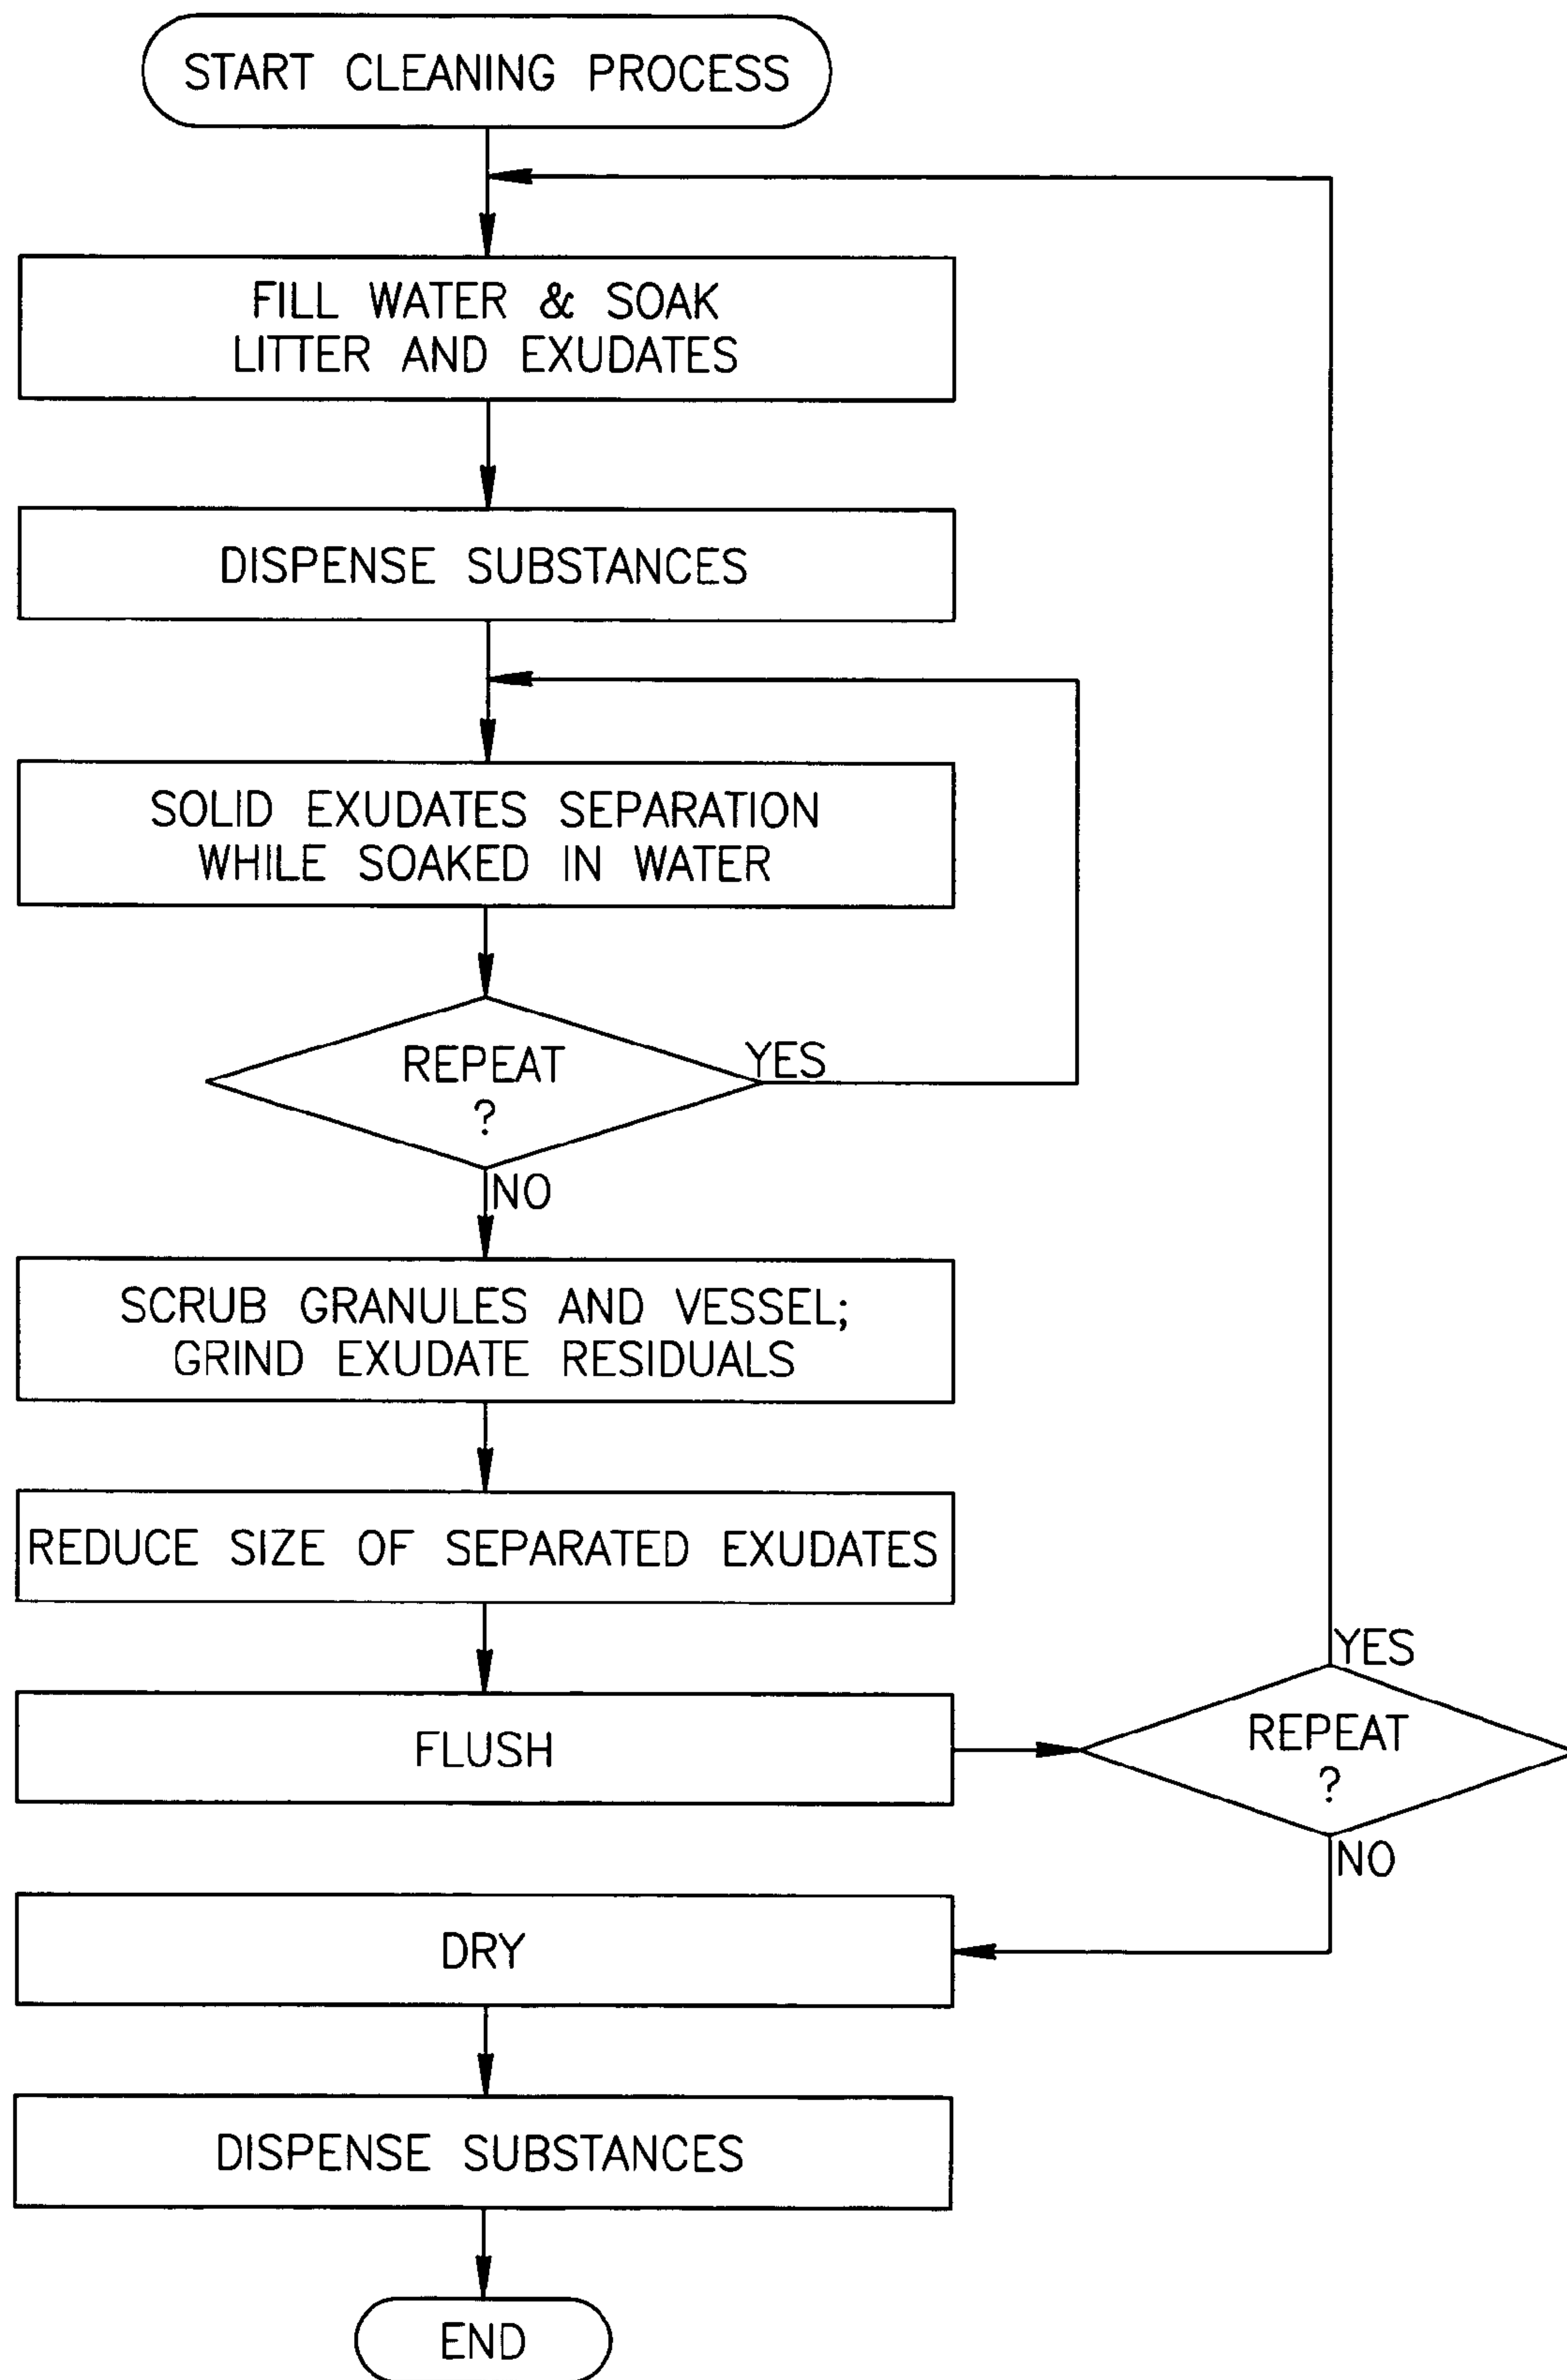 START CLEANING PROCESS
FILL WATER & SOAK
LITTER AND EXUDATES
DISPENSE SUBSTANCES
SOLID EXUDATES SEPARATION
WHILE SOAKED IN WATER
REPEAT
?
YES
NO
SCRUB GRANULES AND VESSEL;
GRIND EXUDATE RESIDUALS
REDUCE SIZE OF SEPARATED EXUDATES
FLUSH
YES
REPEAT
?
NO
DRY
DISPENSE SUBSTANCES
END